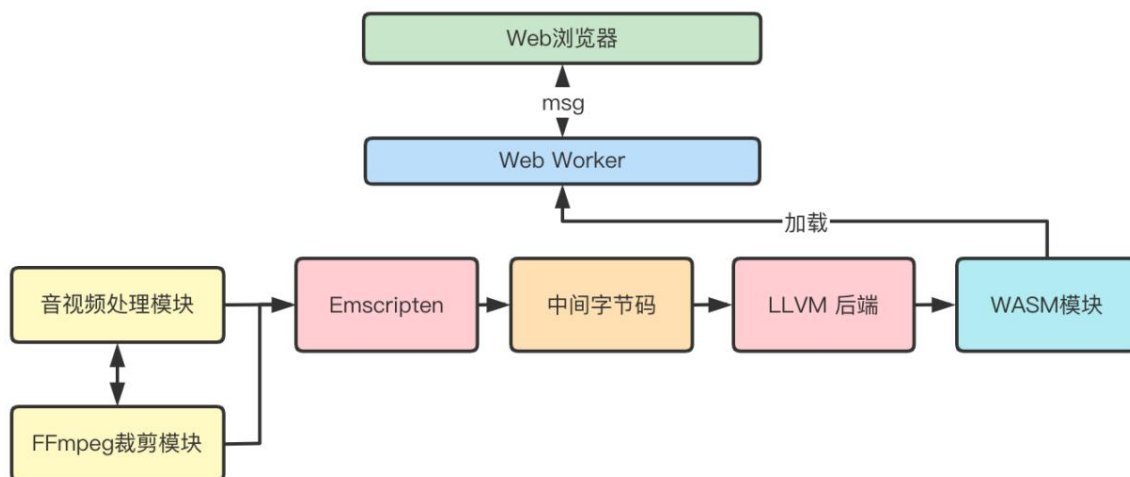 Web浏览器
msg
Web Worker
加载
音视频处理模块
Emscripten
中间字节码
LLVM 后端
WASM模块
FFmpeg裁剪模块